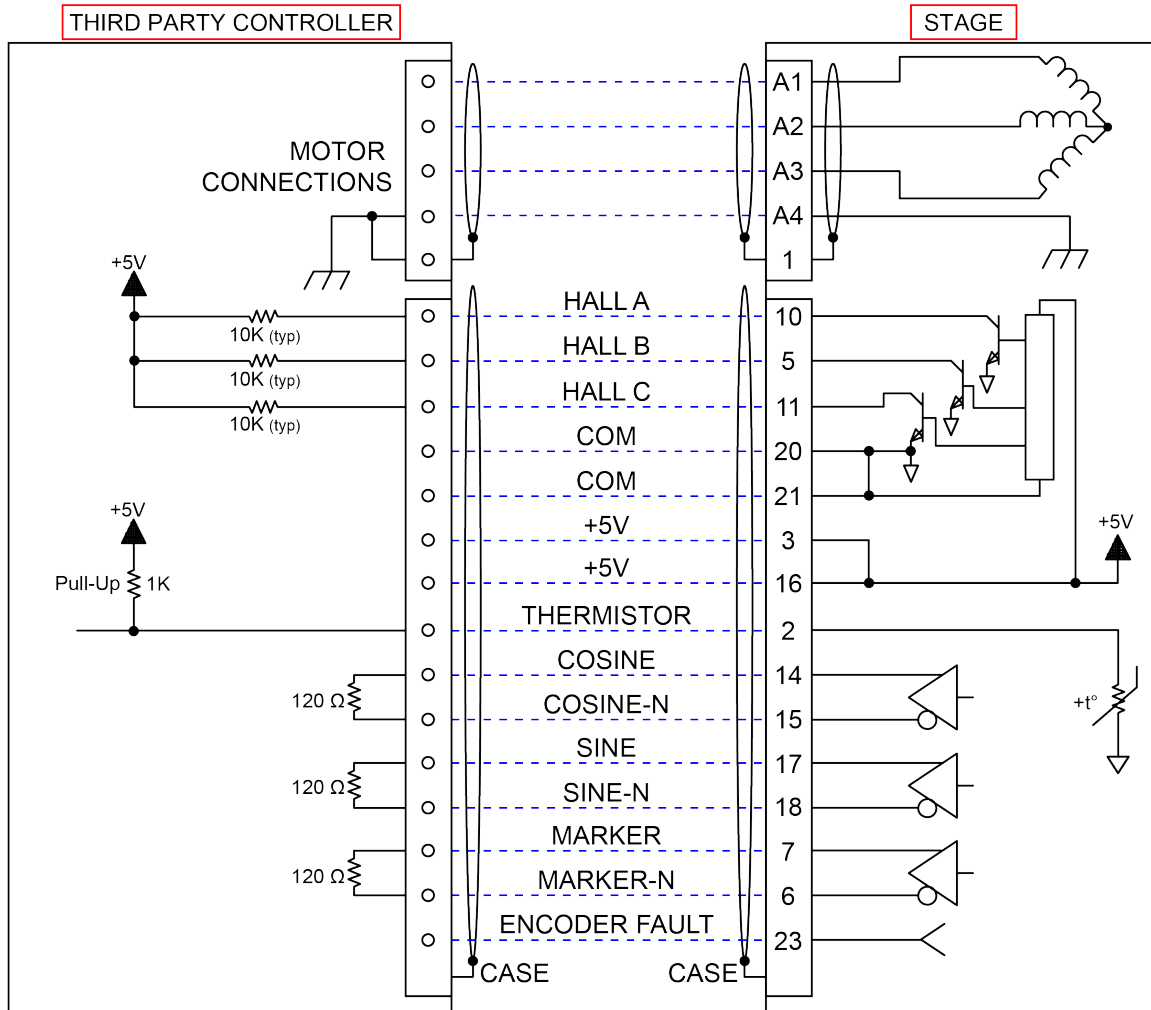 THIRD PARTY CONTROLLER
STAGE
MOTOR
CONNECTIONS
A1
A2
A3
A4
1
+5V
10K (typ)
10K (typ)
10K (typ)
HALL A
10
HALL B
5
HALL C
11
COM
20
COM
21
+5V
3
+5V
16
+5V
+5V
Pull-Up 1K
THERMISTOR
2
+t°
COSINE
14
120 Ω
COSINE-N
15
SINE
17
120 Ω
SINE-N
18
MARKER
7
120 Ω
MARKER-N
6
ENCODER FAULT
23
CASE
CASE